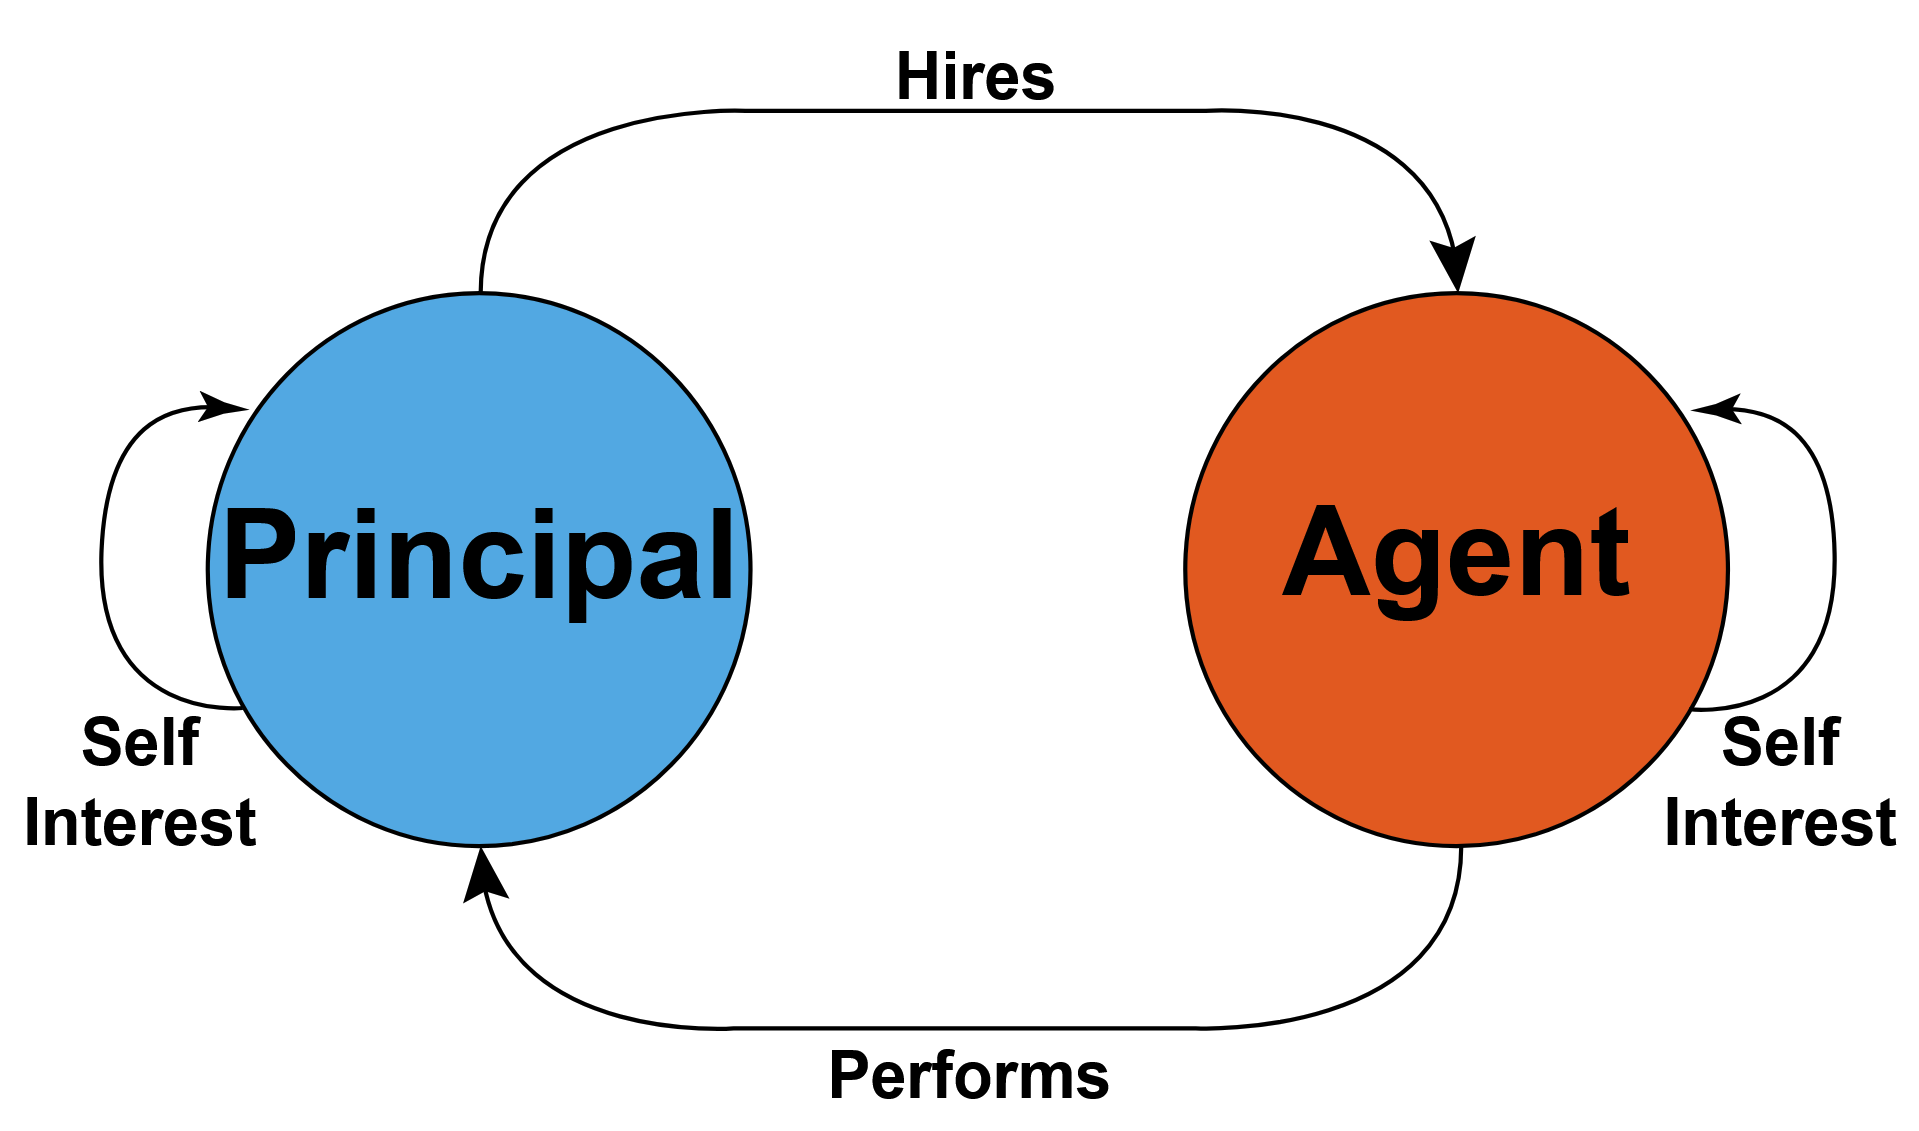 Hires
Principal
Agent
Self
Interest
Self
Interest
Performs